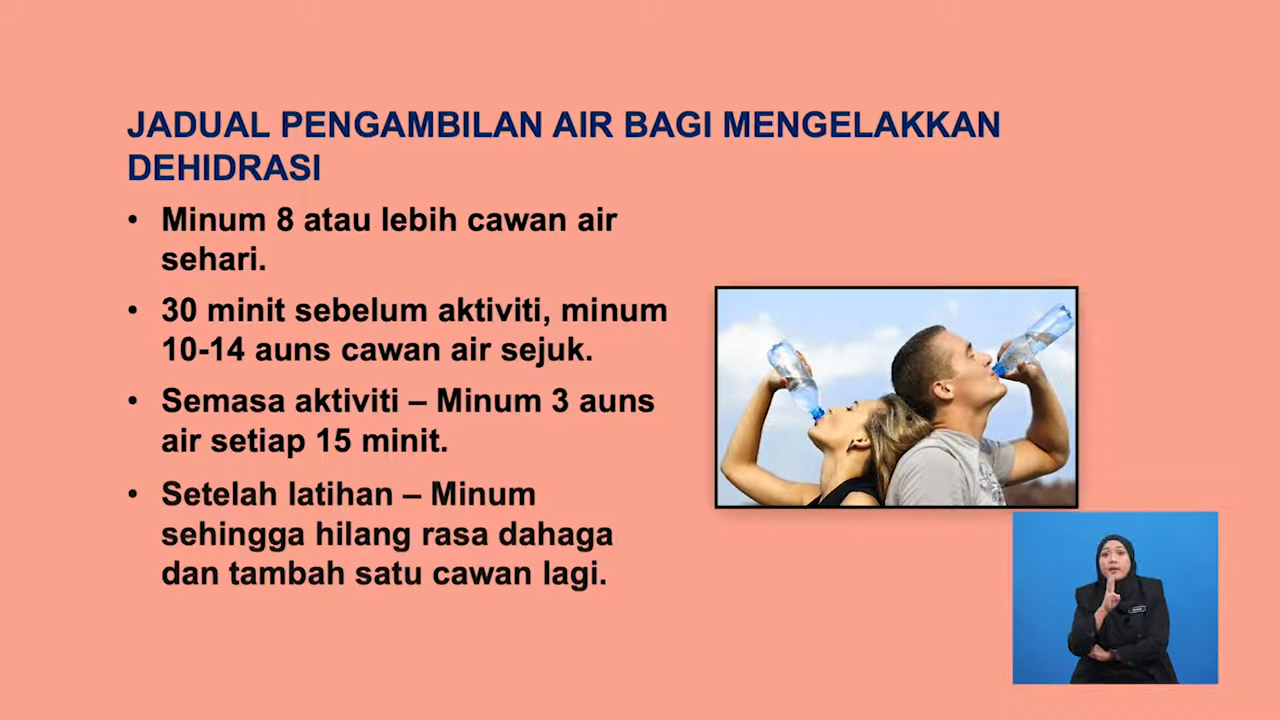 JADUAL PENGAMBILAN AIR BAGI MENGELAKKAN
DEHIDRASI
• Minum 8 atau lebih cawan air
sehari.
• 30 minit sebelum aktiviti, minum
10-14 auns cawan air sejuk.
• Semasa aktiviti – Minum 3 auns
air setiap 15 minit.
• Setelah latihan – Minum
sehingga hilang rasa dahaga
dan tambah satu cawan lagi.